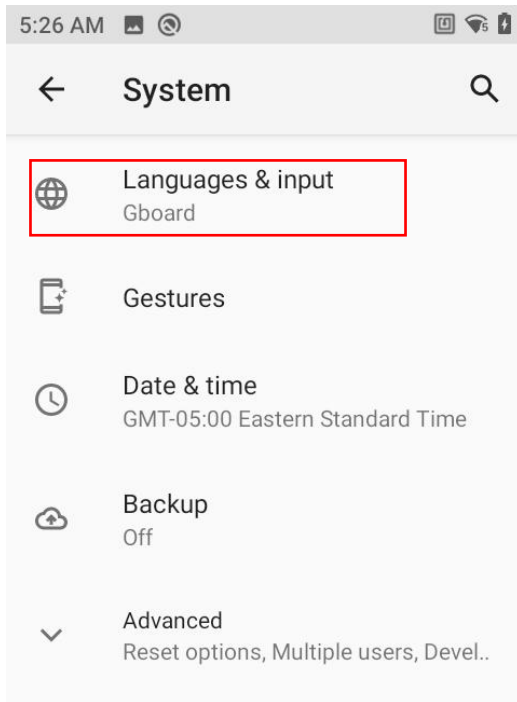 5:26 AM
5
System
Languages & input
Gboard
Gestures
Date & time
GMT-05:00 Eastern Standard Time
Backup
Off
Advanced
Reset options, Multiple users, Devel..